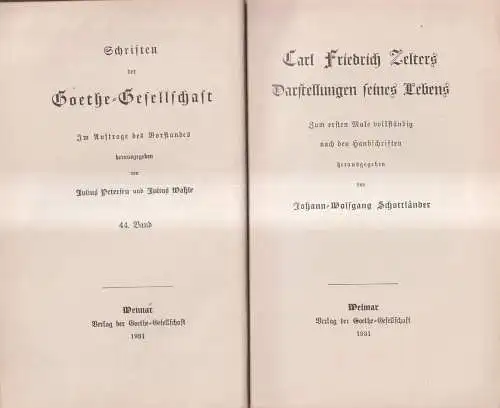 Schriften
der
Goethe-Gesellschaft
Im Auftrage des Vorstandes
herausgegeben
von
Julius Petersen und Julius Wahle
44. Band
Weimar
Verlag der Goethe-Gesellschaft
1931
Carl Friedrich Zelters
Darstellungen seines Lebens
Zum ersten Male vollständig
nach den Handschriften
herausgegeben
von
Johann-Wolfgang Schottländer
Weimar
Verlag der Goethe-Gesellschaft
1931